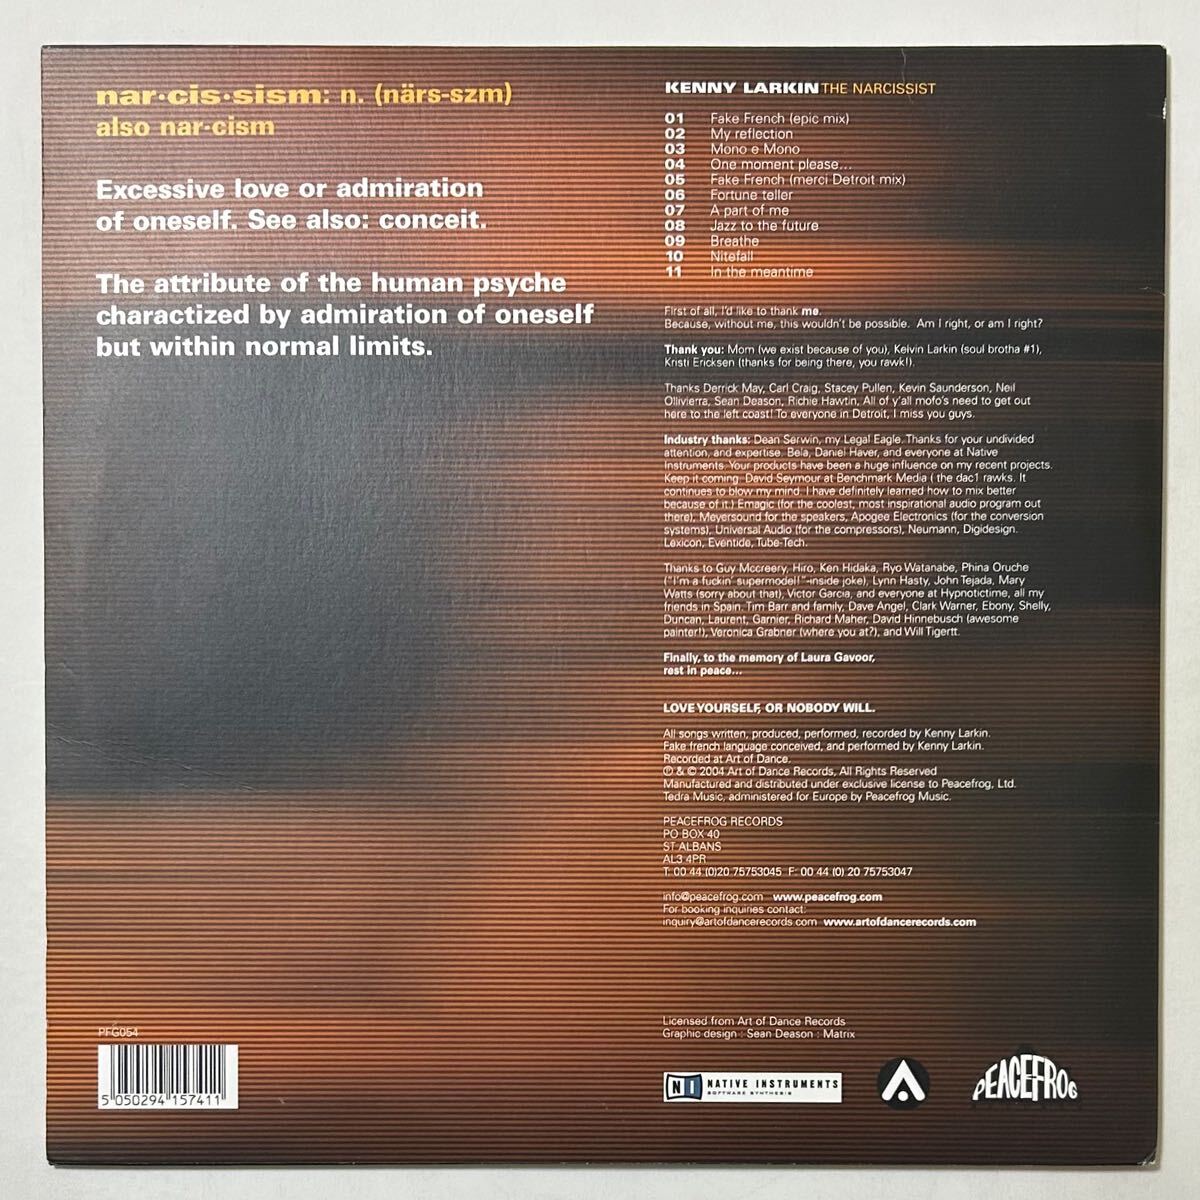 nar·cis·sism: n. (närs-szm)
also nar·cism
Excessive love or admiration
of oneself. See also: conceit.
The attribute of the human psyche
charactized by admiration of oneself
but within normal limits.
KENNY LARKIN THE NARCISSIST
01 Fake French (epic mix)
02 My reflection
03 Mono e Mono
04 One moment please...
05 Fake French (merci Detroit mix)
06 Fortune teller
07 A part of me
08 Jazz to the future
09 Breathe
10 Nitefall
11 In the meantime
First of all, I'd like to thank me.
Because, without me, this wouldn't be possible. Am I right, or am I right?
Thank you: Mom (we exist because of you), Keivin Larkin (soul brotha #1),
Kristi Ericksen (thanks for being there, you rawk!).
Thanks Derrick May, Carl Craig, Stacey Pullen, Kevin Saunderson, Neil
Ollivierra, Sean Deason, Richie Hawtin, All of y'all mofo's need to get out
here to the left coast! To everyone in Detroit, I miss you guys.
Industry thanks: Dean Serwin, my Legal Eagle. Thanks for your undivided
attention, and expertise. Bela, Daniel Haver, and everyone at Native
Instruments. Your products have been a huge influence on my recent projects.
Keep it coming. David Seymour at Benchmark Media ( the dac1 rawks. It
continues to blow my mind. I have definitely learned how to mix better
because of it.) Emagic (for the coolest, most inspirational audio program out
there), Meyersound for the speakers, Apogee Electronics (for the conversion
systems), Universal Audio (for the compressors), Neumann, Digidesign.
Lexicon, Eventide, Tube-Tech.
Thanks to Guy Mccreery, Hiro, Ken Hidaka, Ryo Watanabe, Phina Oruche
("I'm a fuckin' supermodel!"-inside joke), Lynn Hasty, John Tejada, Mary
Watts (sorry about that), Victor Garcia, and everyone at Hypnotictime, all my
friends in Spain. Tim Barr and family, Dave Angel, Clark Warner, Ebony, Shelly,
Duncan, Laurent, Garnier, Richard Maher, David Hinnebusch (awesome
painter!), Veronica Grabner (where you at?), and Will Tigertt.
Finally, to the memory of Laura Gavoor,
rest in peace...
LOVE YOURSELF, OR NOBODY WILL.
All songs written, produced, performed, recorded by Kenny Larkin.
Fake french language conceived, and performed by Kenny Larkin.
Recorded at Art of Dance.
℗ & © 2004 Art of Dance Records, All Rights Reserved
Manufactured and distributed under exclusive license to Peacefrog, Ltd.
Tedra Music, administered for Europe by Peacefrog Music.
PEACEFROG RECORDS
PO BOX 40
ST ALBANS
AL3 4PR
T: 00 44 (0)20 75753045 F: 00 44 (0) 20 75753047
info@peacefrog.com www.peacefrog.com
For booking inquiries contact:
inquiry@artofdancerecords.com www.artofdancerecords.com
Licensed from Art of Dance Records
Graphic design : Sean Deason : Matrix
PFG054
5 050294 157411
NI NATIVE INSTRUMENTS
SOFTWARE SYNTHESIS
PEACEFROG